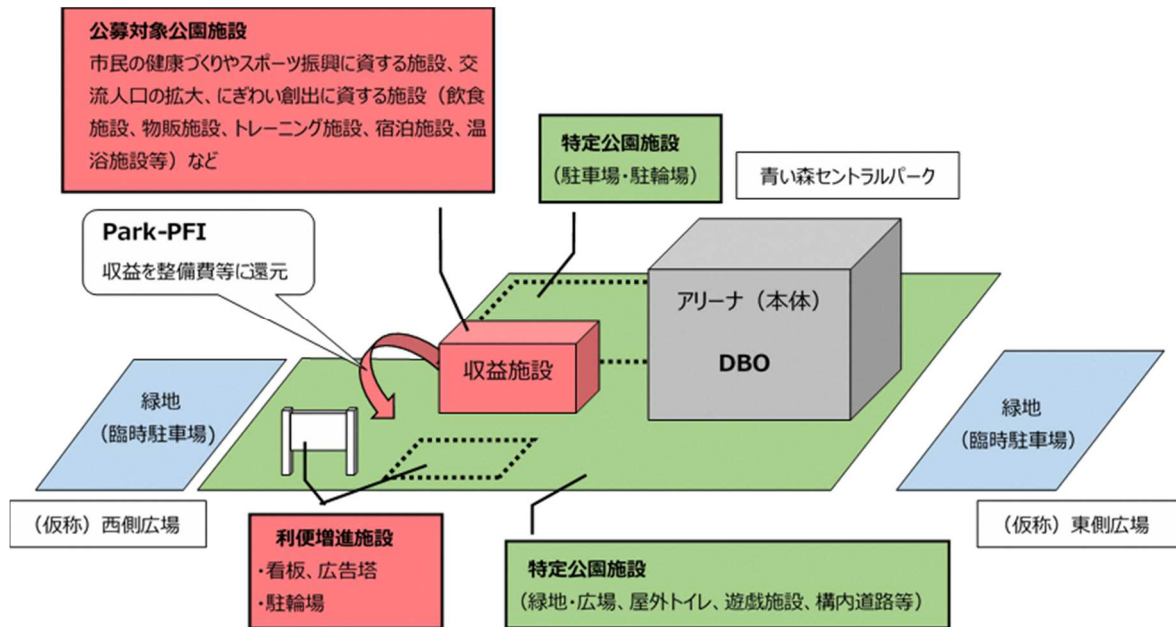 公募対象公園施設
市民の健康づくりやスポーツ振興に資する施設、交
流人口の拡大、にぎわい創出に資する施設（飲食
施設、物販施設、トレーニング施設、宿泊施設、温
浴施設等）など
特定公園施設
（駐車場・駐輪場）
青い森セントラルパーク
Park-PFI
収益を整備費等に還元
アリーナ（本体）
DBO
収益施設
緑地
（臨時駐車場）
緑地
（臨時駐車場）
（仮称）西側広場
（仮称）東側広場
利便増進施設
・看板、広告塔
・駐輪場
特定公園施設
（緑地・広場、屋外トイレ、遊戯施設、構内道路等）